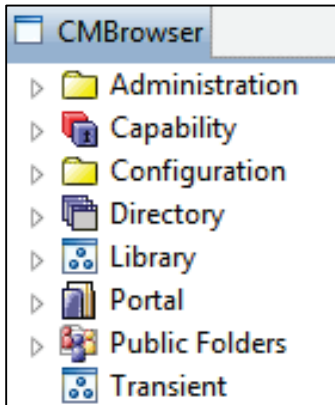 CMBrowser
Administration
Capability
Configuration
Directory
Library
Portal
Public Folders
Transient